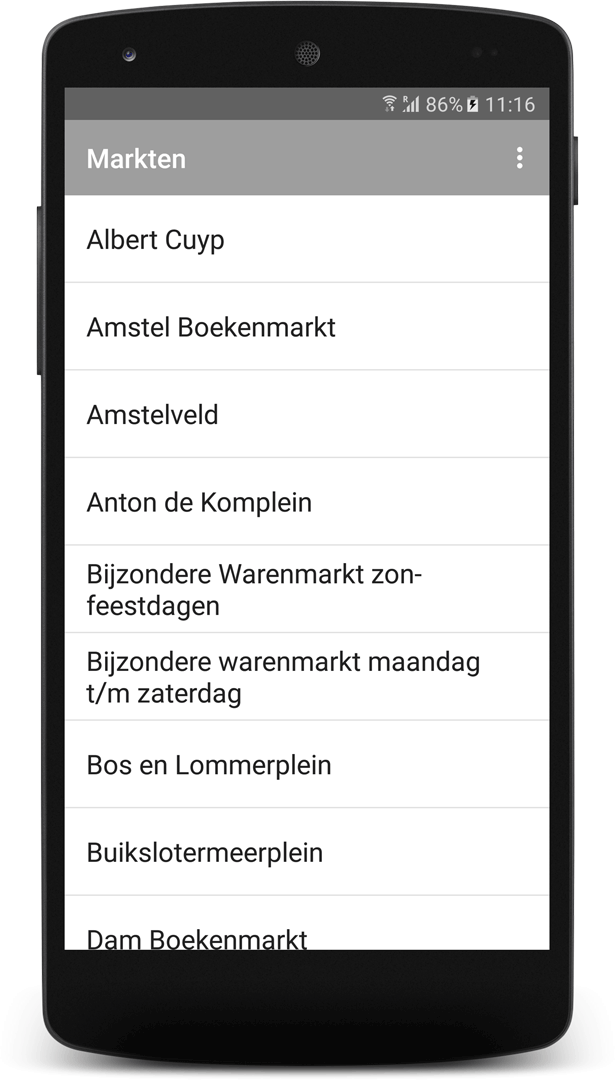 R 86% 11:16
Markten
Albert Cuyp
Amstel Boekenmarkt
Amstelveld
Anton de Komplein
Bijzondere Warenmarkt zon-
feestdagen
Bijzondere warenmarkt maandag
t/m zaterdag
Bos en Lommerplein
Buikslotermeerplein
Dam Boekenmarkt